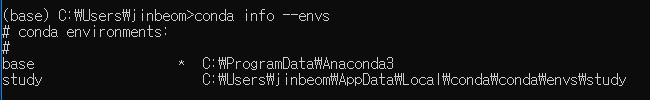 (base) C:₩Users₩jinbeom>conda info --envs
# conda environments:
#
base                  *  C:₩ProgramData₩Anaconda3
study                    C:₩Users₩jinbeom₩AppData₩Local₩conda₩conda₩envs₩study